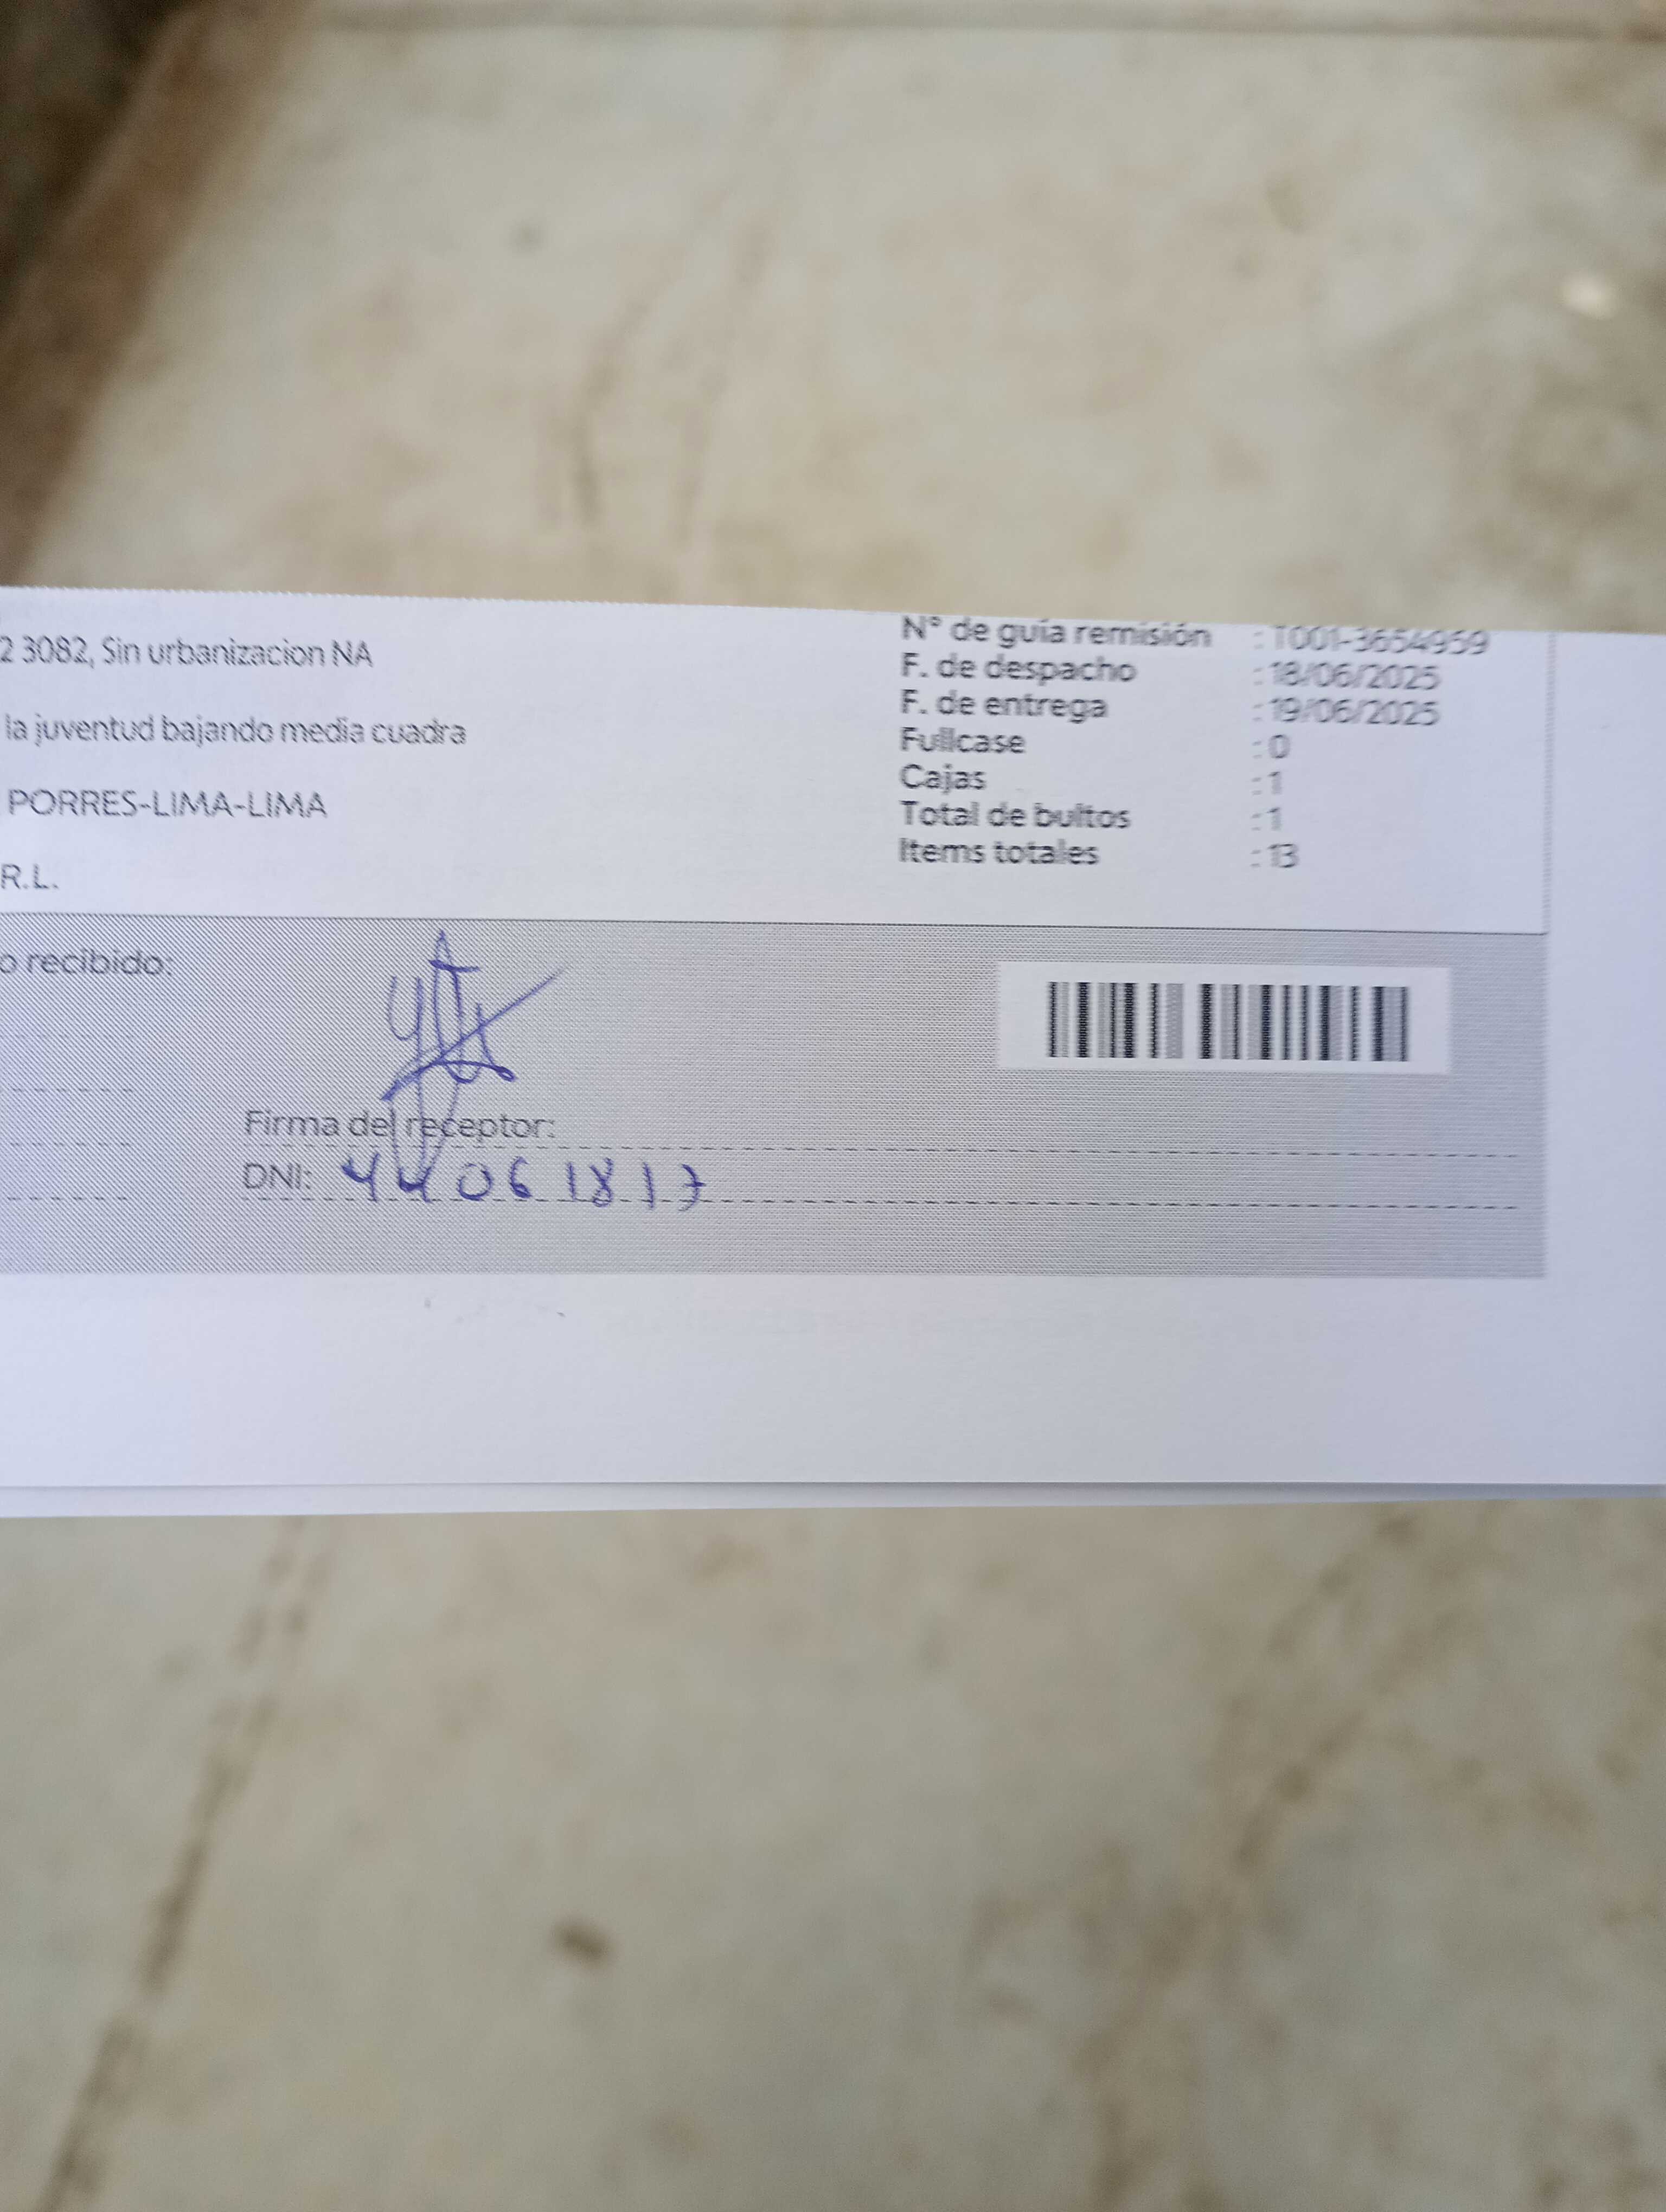 2 3082, Sin urbanizacion NA
la juventud bajando media cuadra
PORRES-LIMA-LIMA
R.L.
N° de guía remisión : T001-3654959
F. de despacho : 18/06/2025
F. de entrega : 19/06/2025
Fullcase : 0
Cajas : 1
Total de bultos : 1
Items totales : 13
o recibido:
Firma del receptor:
DNI: 44061817